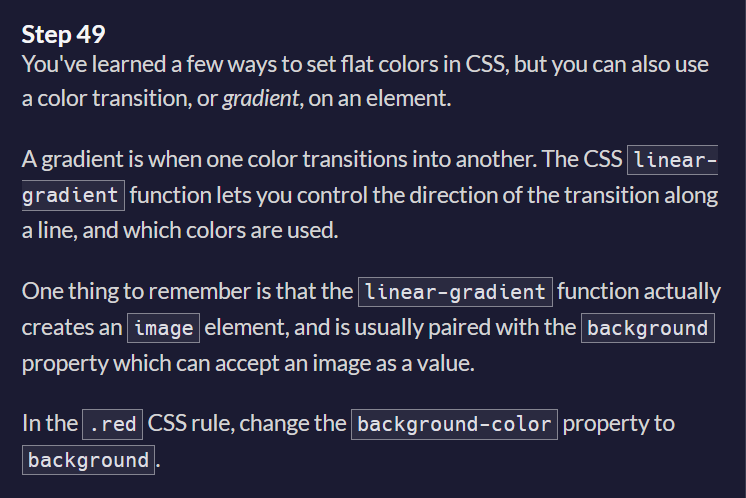 Step 49
You've learned a few ways to set flat colors in CSS, but you can also use
a color transition, or gradient, on an element.
A gradient is when one color transitions into another. The CSS linear-
gradient function lets you control the direction of the transition along
a line, and which colors are used.
One thing to remember is that the linear-gradient function actually
creates an image element, and is usually paired with the background
property which can accept an image as a value.
In the .red CSS rule, change the background-color property to
background.